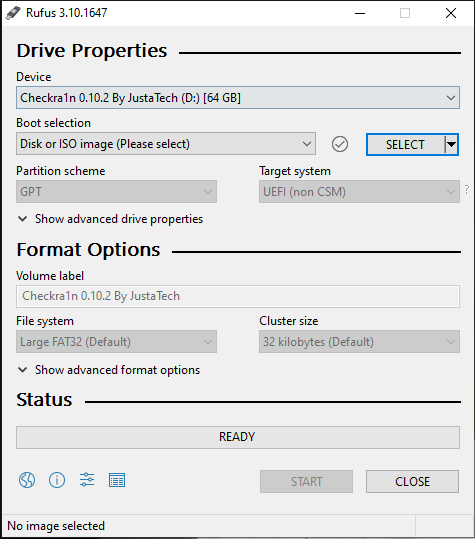 Rufus 3.10.1647
Drive Properties
Device
Checkra1n 0.10.2 By JustaTech (D:) [64 GB]
Boot selection
Disk or ISO image (Please select)
SELECT
Partition scheme
Target system
GPT
UEFI (non CSM)
?
Show advanced drive properties
Format Options
Volume label
Checkra1n 0.10.2 By JustaTech
File system
Cluster size
Large FAT32 (Default)
32 kilobytes (Default)
Show advanced format options
Status
READY
START
CLOSE
No image selected